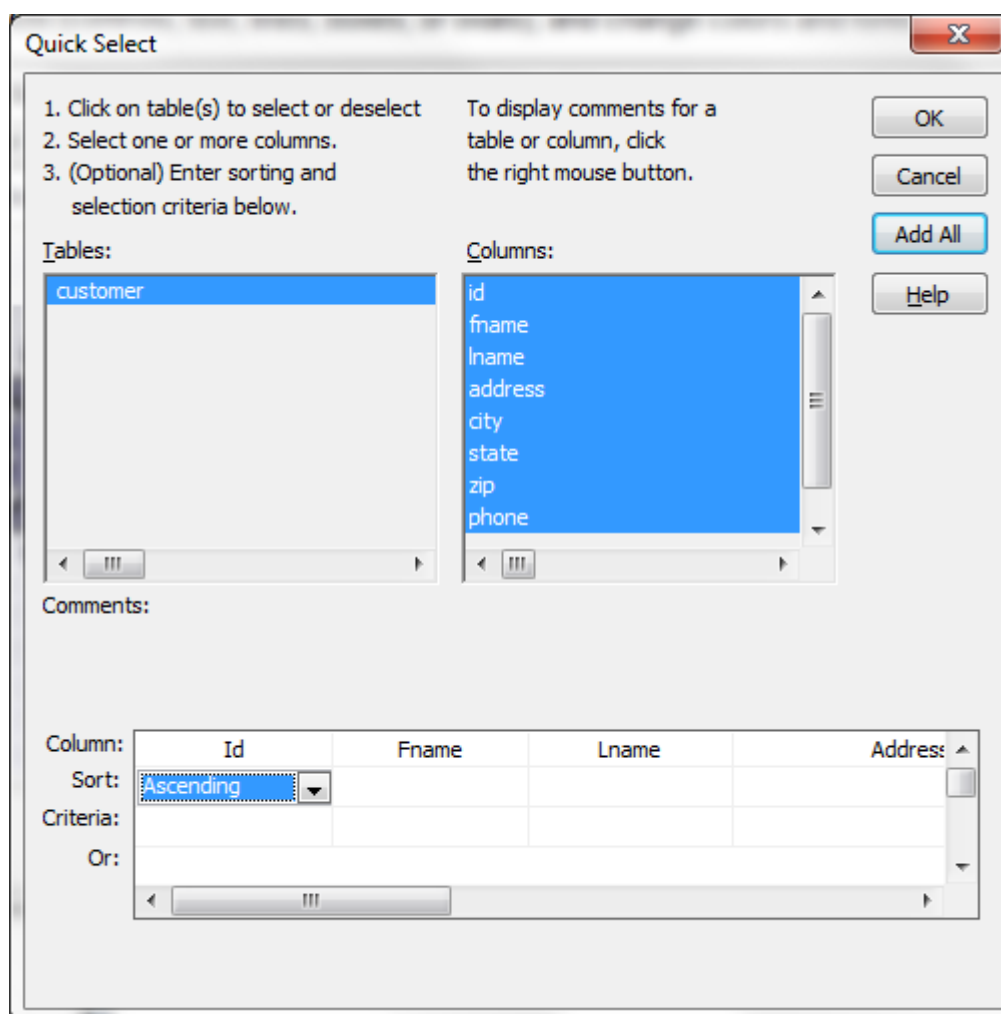 Quick Select
1. Click on table(s) to select or deselect
2. Select one or more columns.
3. (Optional) Enter sorting and
selection criteria below.
To display comments for a
table or column, click
the right mouse button.
OK
Cancel
Add All
Help
Tables:
customer
Columns:
id
fname
lname
address
city
state
zip
phone
Comments:
Column: Id Fname Lname Address
Sort: Ascending
Criteria:
Or: